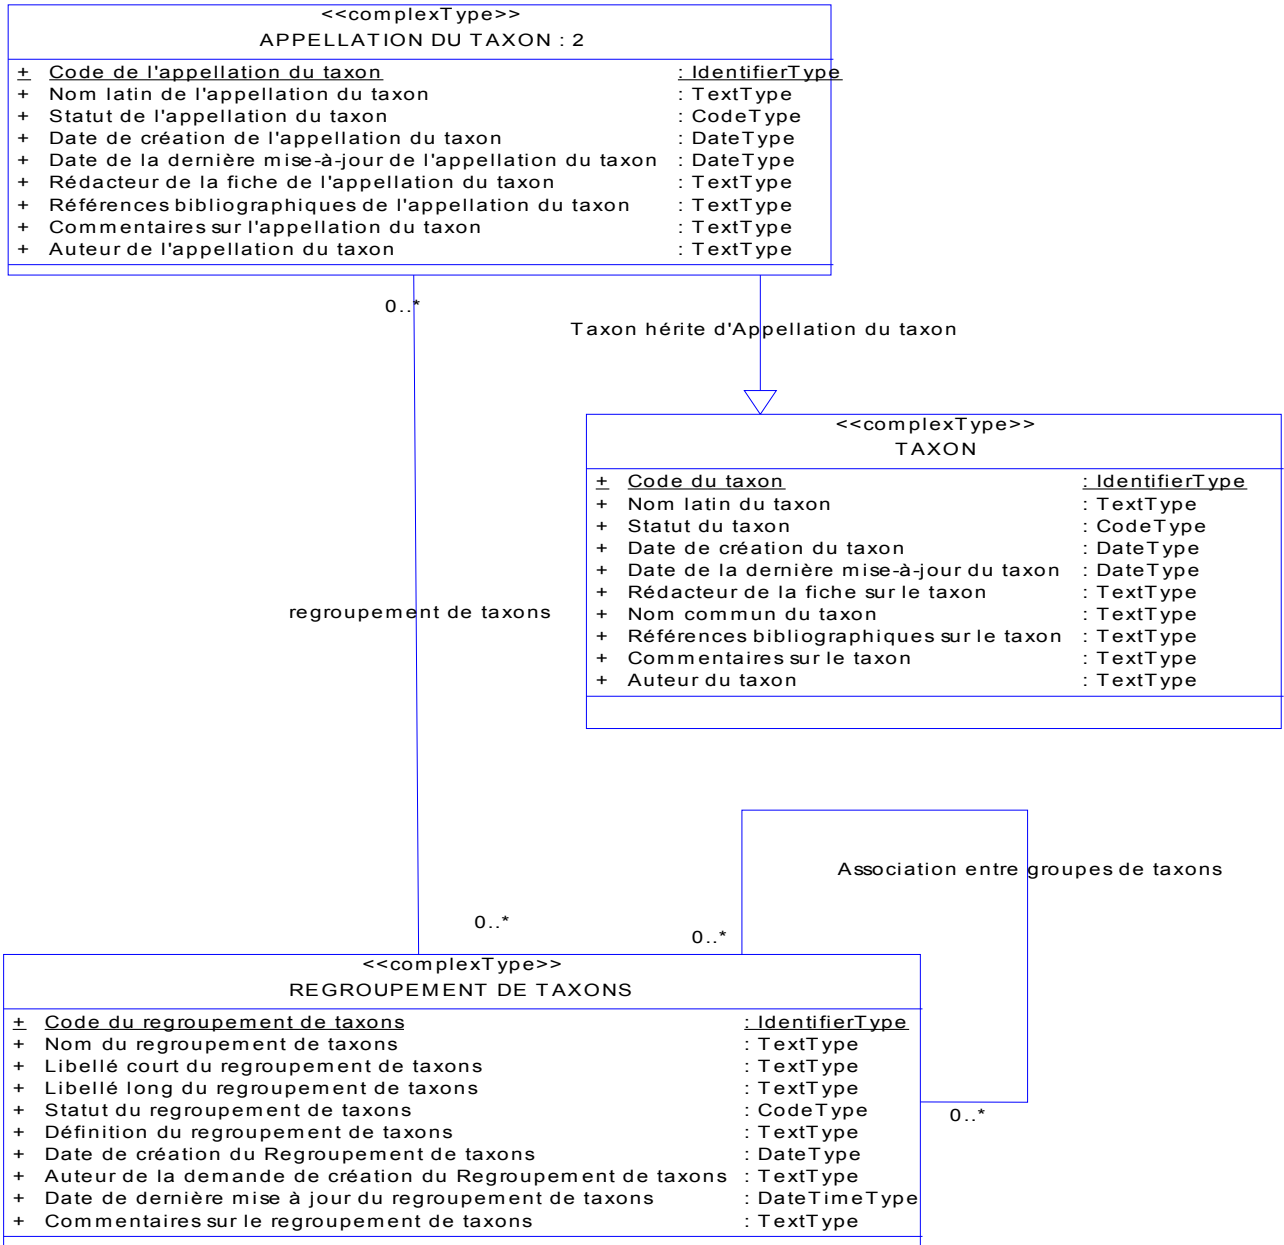 <<complexType>>
APPELLATION DU TAXON : 2
+ Code de l'appellation du taxon : IdentifierType
+ Nom latin de l'appellation du taxon : TextType
+ Statut de l'appellation du taxon : CodeType
+ Date de création de l'appellation du taxon : DateType
+ Date de la dernière mise-à-jour de l'appellation du taxon : DateType
+ Rédacteur de la fiche de l'appellation du taxon : TextType
+ Références bibliographiques de l'appellation du taxon : TextType
+ Commentaires sur l'appellation du taxon : TextType
+ Auteur de l'appellation du taxon : TextType
0..*
Taxon hérite d'Appellation du taxon
<<complexType>>
TAXON
+ Code du taxon : IdentifierType
+ Nom latin du taxon : TextType
+ Statut du taxon : CodeType
+ Date de création du taxon : DateType
+ Date de la dernière mise-à-jour du taxon : DateType
+ Rédacteur de la fiche sur le taxon : TextType
+ Nom commun du taxon : TextType
+ Références bibliographiques sur le taxon : TextType
+ Commentaires sur le taxon : TextType
+ Auteur du taxon : TextType
regroupement de taxons
Association entre groupes de taxons
0..*
0..*
<<complexType>>
REGROUPEMENT DE TAXONS
+ Code du regroupement de taxons : IdentifierType
+ Nom du regroupement de taxons : TextType
+ Libellé court du regroupement de taxons : TextType
+ Libellé long du regroupement de taxons : TextType
+ Statut du regroupement de taxons : CodeType
+ Définition du regroupement de taxons : TextType
+ Date de création du Regroupement de taxons : DateType
+ Auteur de la demande de création du Regroupement de taxons : TextType
+ Date de dernière mise à jour du regroupement de taxons : DateTimeType
+ Commentaires sur le regroupement de taxons : TextType
0..*